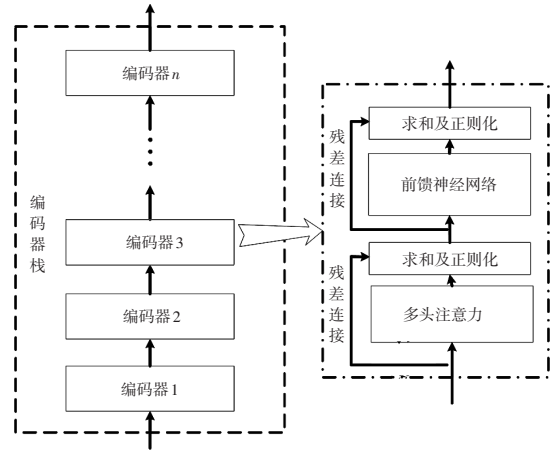 编码器n
编码器3
编码器2
编码器1
编码器栈
求和及正则化
前馈神经网络
残差连接
求和及正则化
多头注意力
残差连接